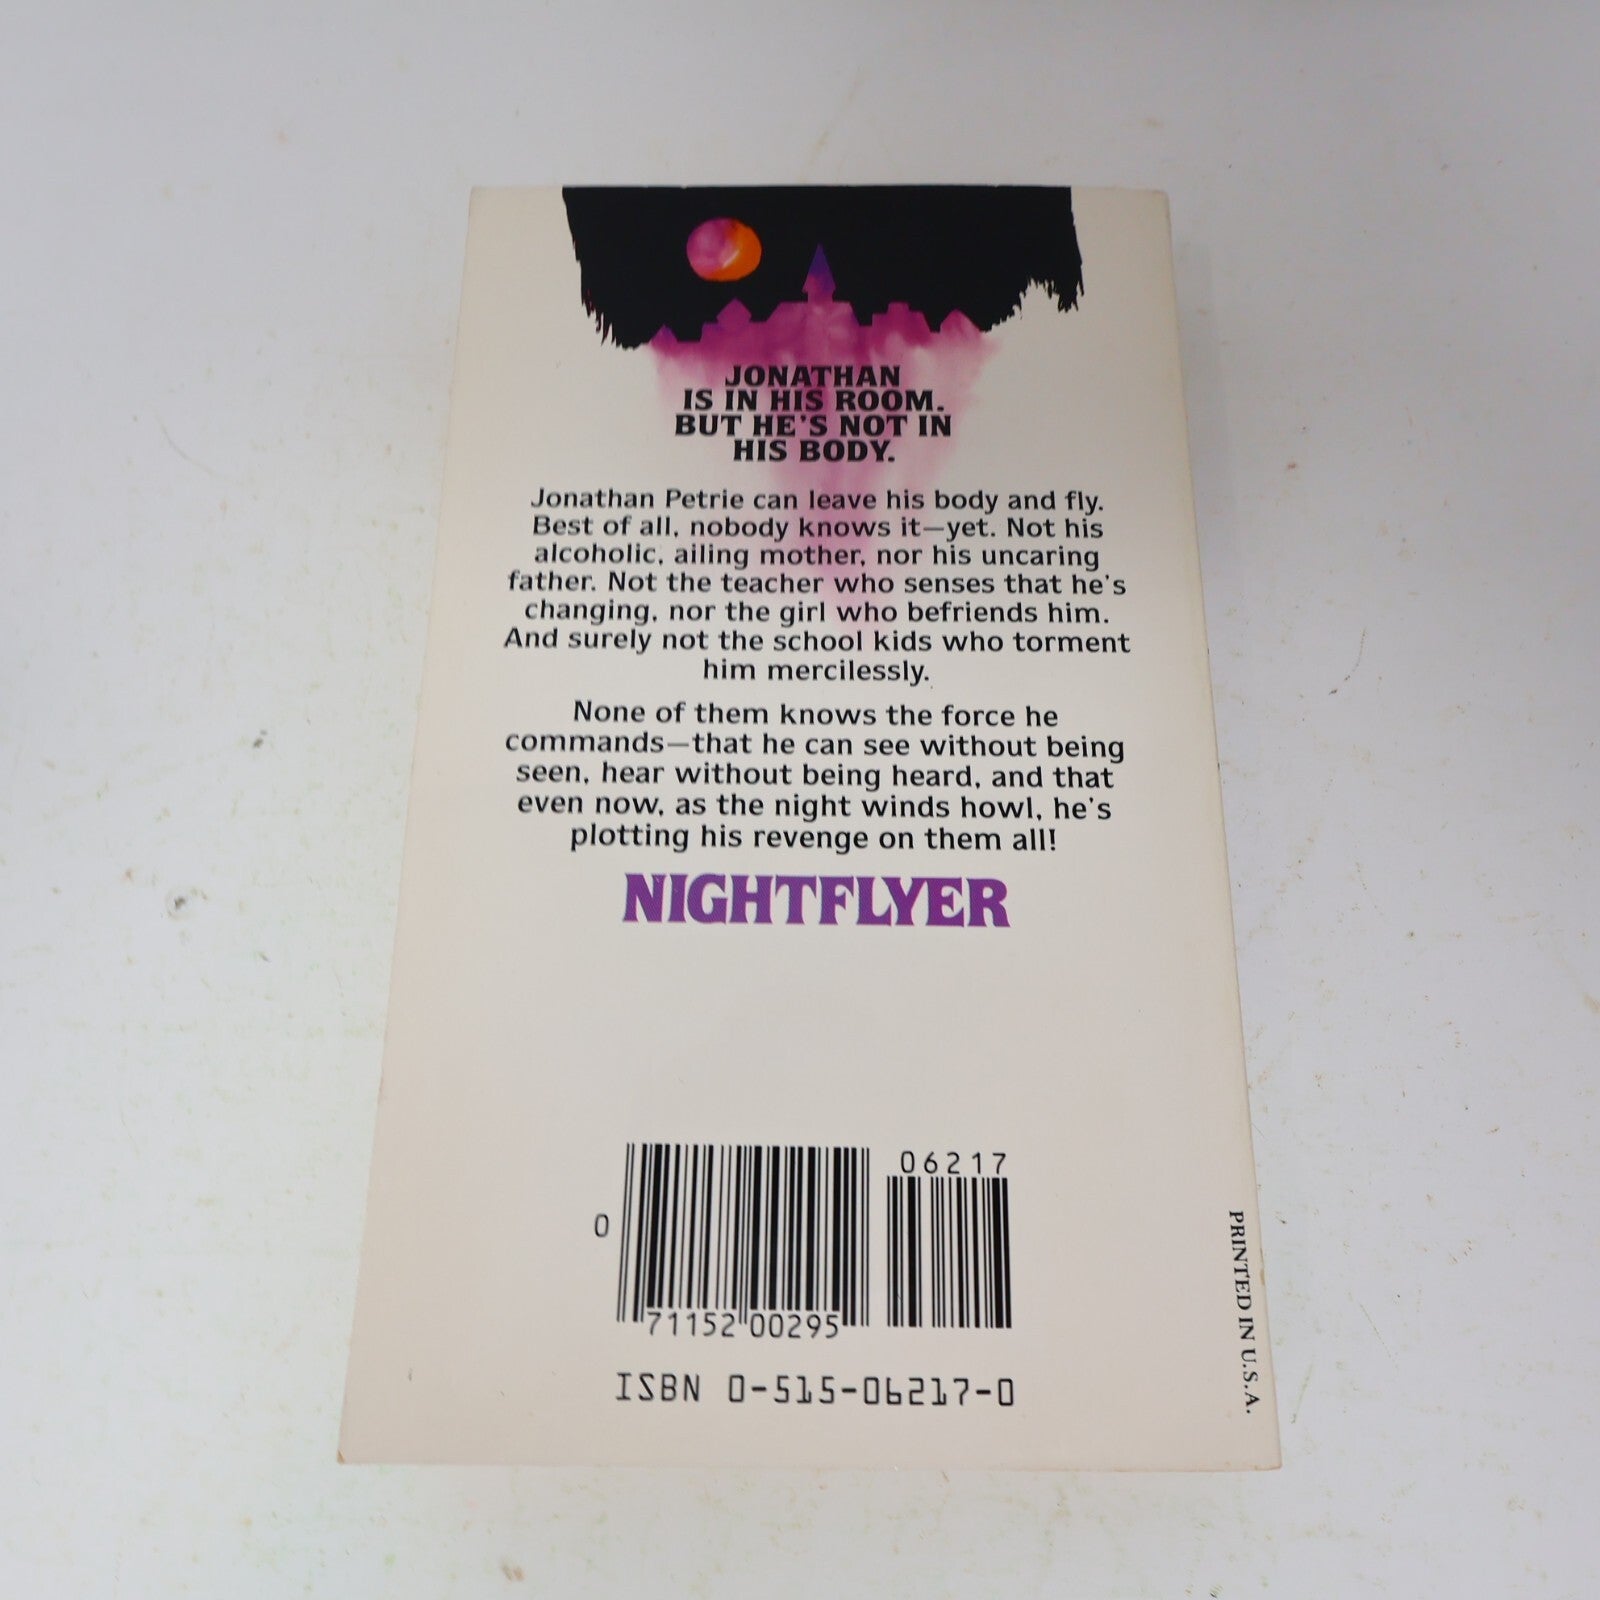 JONATHAN
IS IN HIS ROOM.
BUT HE'S NOT IN
HIS BODY.
Jonathan Petrie can leave his body and fly.
Best of all, nobody knows it—yet. Not his
alcoholic, ailing mother, nor his uncaring
father. Not the teacher who senses that he's
changing, nor the girl who befriends him.
And surely not the school kids who torment
him mercilessly.
None of them knows the force he
commands—that he can see without being
seen, hear without being heard, and that
even now, as the night winds howl, he's
plotting his revenge on them all!
NIGHTFLYER
06217
0
71152 00295
ISBN 0-515-06217-0
PRINTED IN U.S.A.